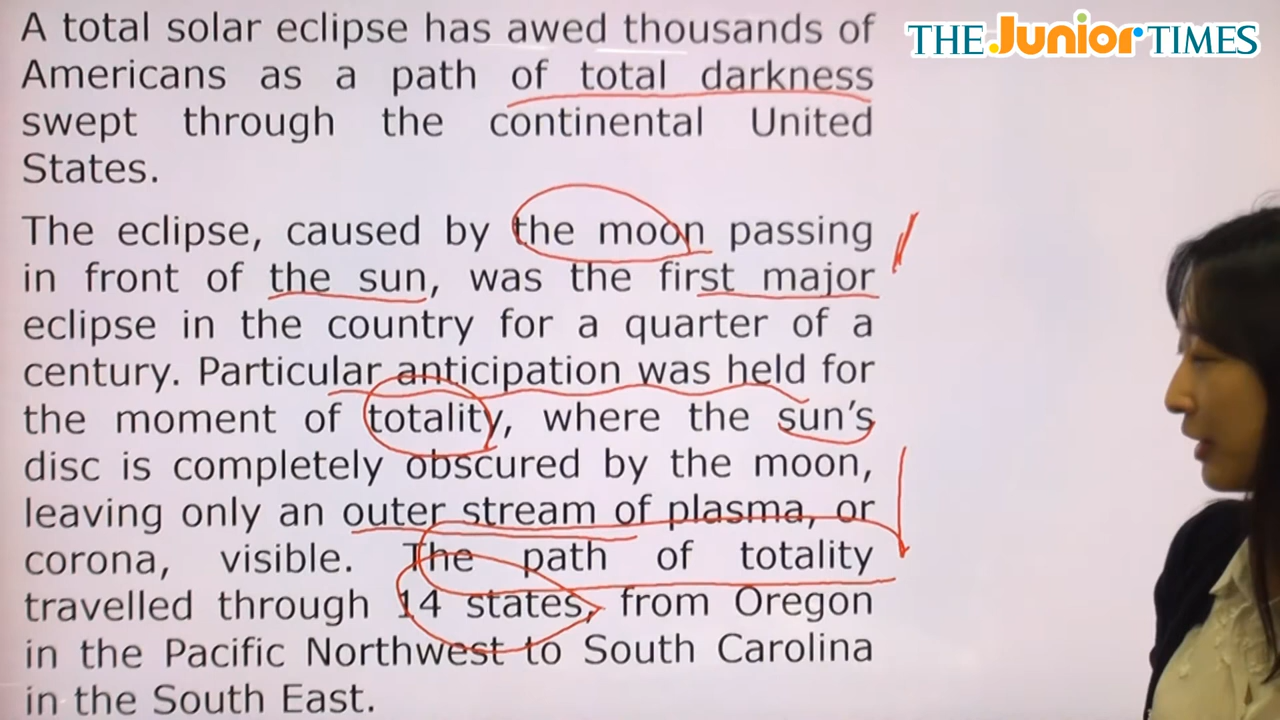 THE Junior TIMES
A total solar eclipse has awed thousands of
Americans as a path of total darkness
swept through the continental United
States.
The eclipse, caused by the moon passing
in front of the sun, was the first major
eclipse in the country for a quarter of a
century. Particular anticipation was held for
the moment of totality, where the sun's
disc is completely obscured by the moon,
leaving only an outer stream of plasma, or
corona, visible. The path of totality
travelled through 14 states, from Oregon
in the Pacific Northwest to South Carolina
in the South East.